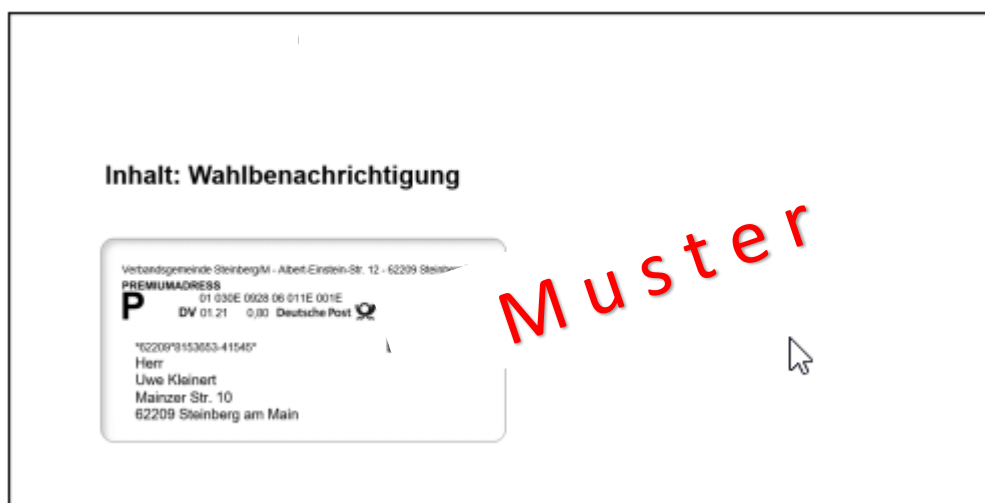 Inhalt: Wahlbenachrichtigung
Muster
Verbandsgemeinde Steinberg/M - Albert-Einstein-Str. 12 - 62209
PREMIUMADRESS
P
01 030E 0928 06 011E 001E
DV 01.21 0,80 Deutsche Post
*62209*8153653-41545*
Herr
Uwe Kleinert
Mainzer Str. 10
62209 Steinberg am Main